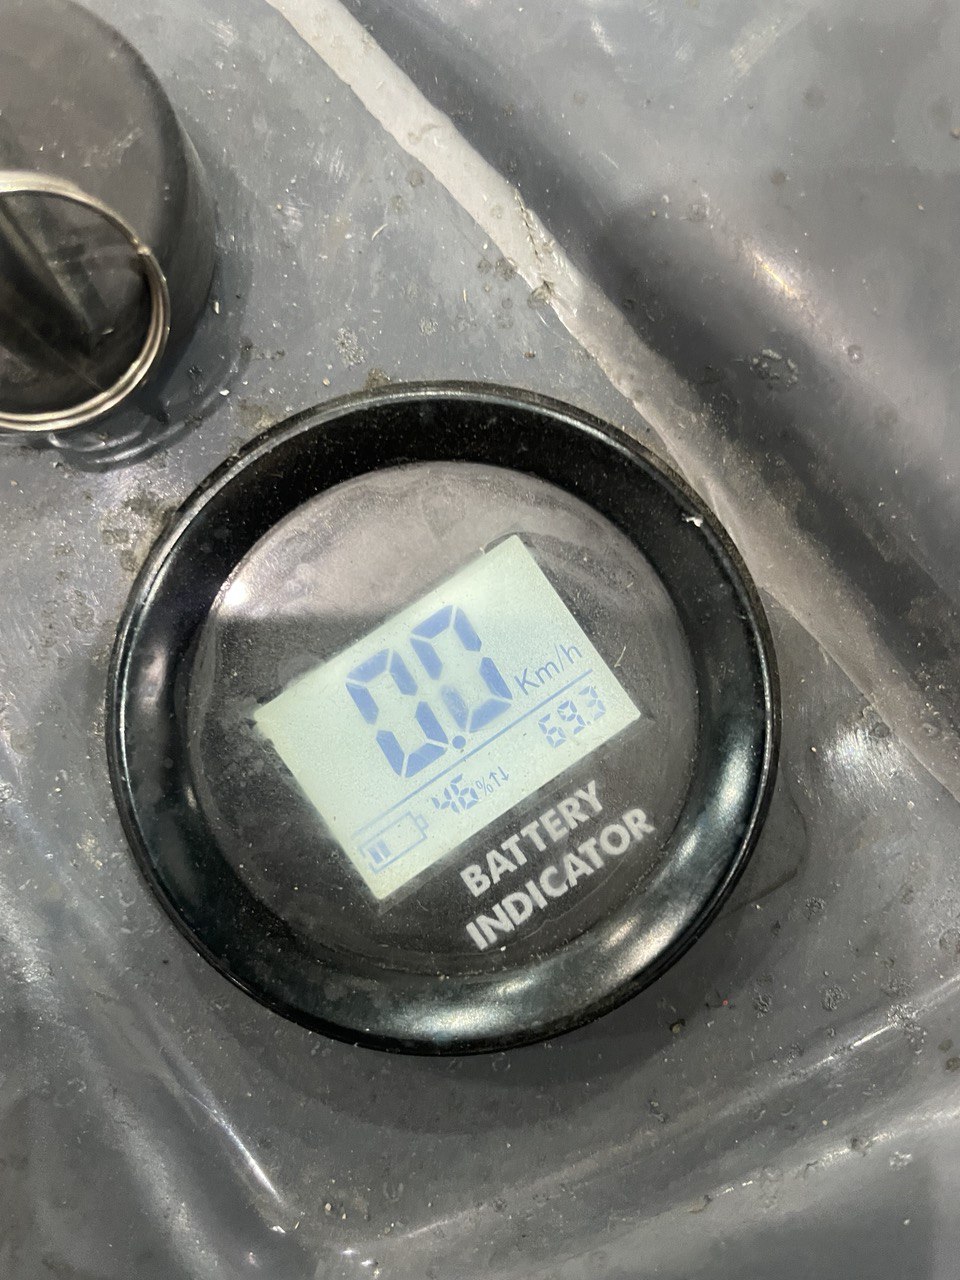 0.0 Km/h
46%↑↓ 69.3
BATTERY
INDICATOR